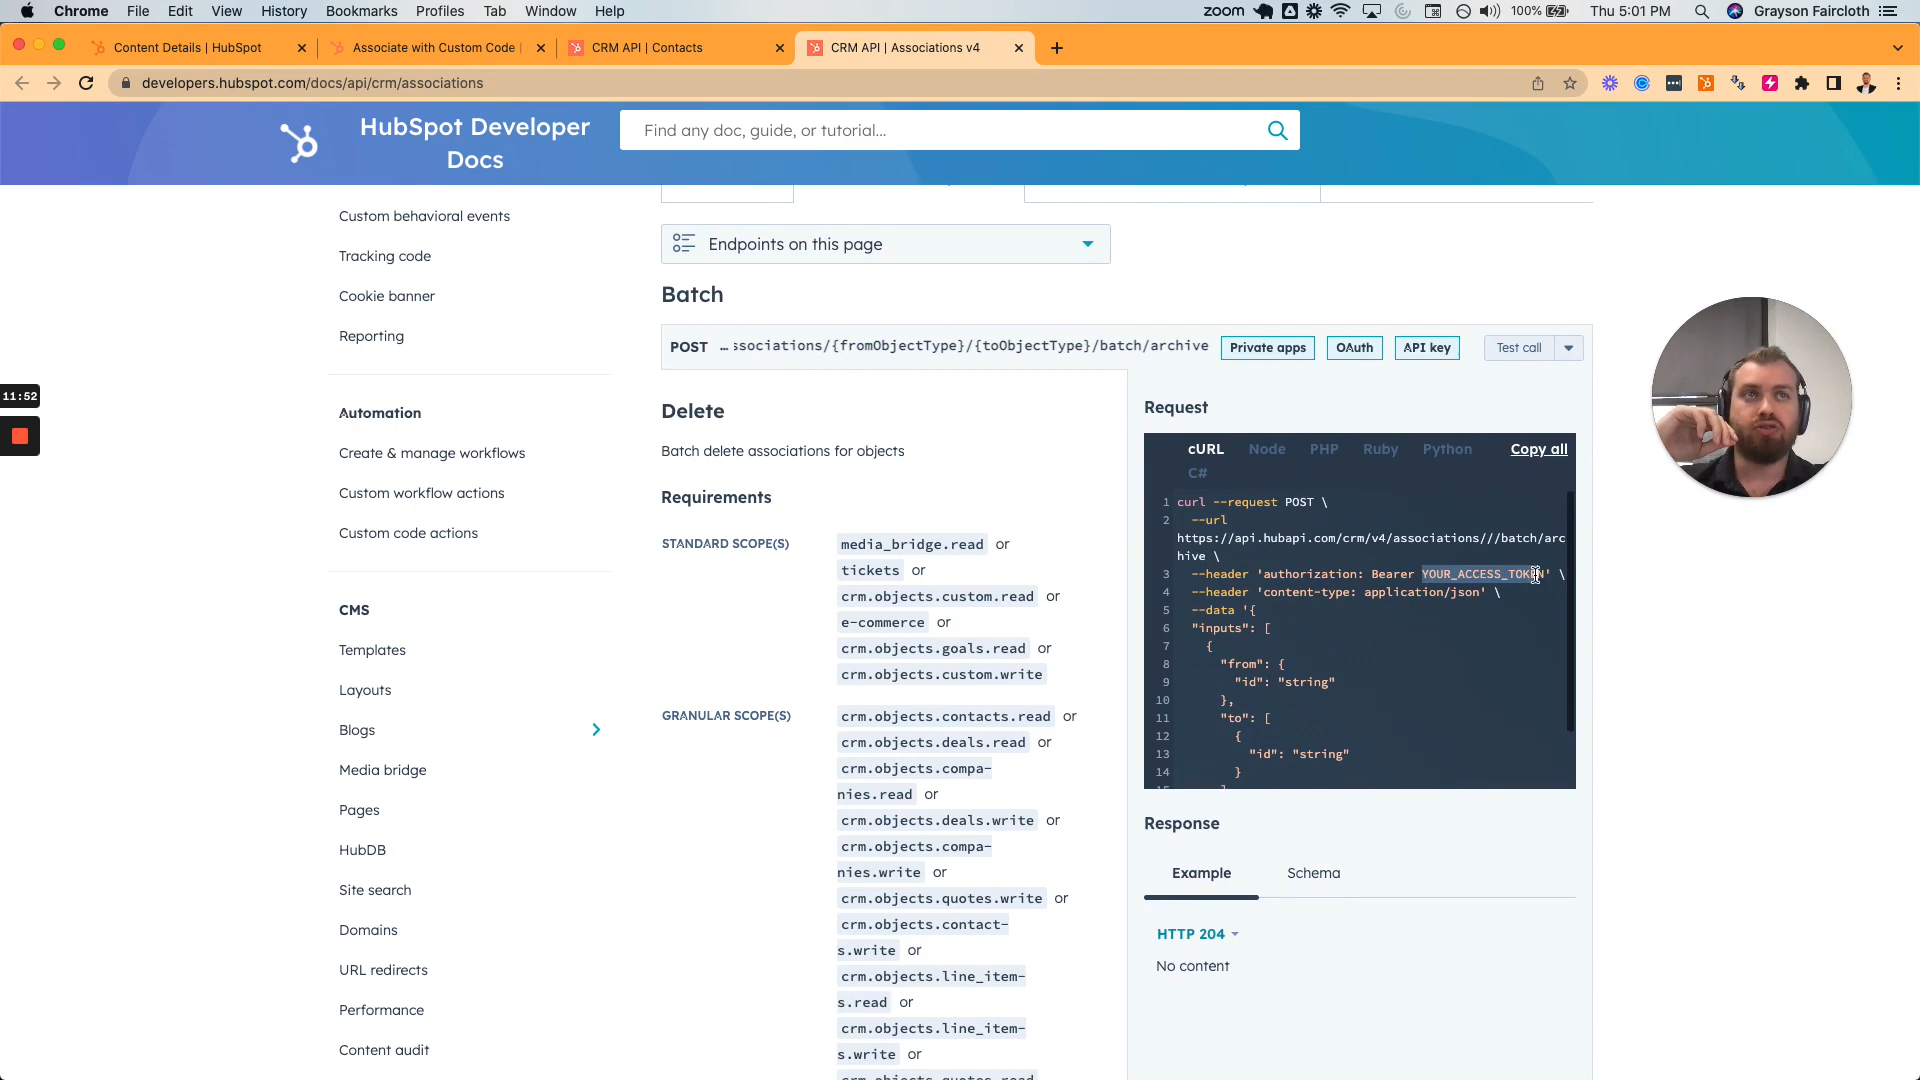 Chrome File Edit View History Bookmarks Profiles Tab Window Help
zoom 100% Thu 5:01 PM Grayson Faircloth
Content Details | HubSpot
Associate with Custom Code |
CRM API | Contacts
CRM API | Associations v4
developers.hubspot.com/docs/api/crm/associations
HubSpot Developer
Docs
Find any doc, guide, or tutorial...
11:52
Custom behavioral events
Tracking code
Cookie banner
Reporting
Automation
Create & manage workflows
Custom workflow actions
Custom code actions
CMS
Templates
Layouts
Blogs
Media bridge
Pages
HubDB
Site search
Domains
URL redirects
Performance
Content audit
Endpoints on this page
Batch
POST … ssociations/{fromObjectType}/{toObjectType}/batch/archive
Private apps
OAuth
API key
Test call
Delete
Batch delete associations for objects
Requirements
STANDARD SCOPE(S)
media_bridge.read or
tickets or
crm.objects.custom.read or
e-commerce or
crm.objects.goals.read or
crm.objects.custom.write
GRANULAR SCOPE(S)
crm.objects.contacts.read or
crm.objects.deals.read or
crm.objects.compa-
nies.read or
crm.objects.deals.write or
crm.objects.compa-
nies.write or
crm.objects.quotes.write or
crm.objects.contact-
s.write or
crm.objects.line_item-
s.read or
crm.objects.line_item-
s.write or
crm.objects.quotes.read
Request
cURL Node PHP Ruby Python Copy all
C#
1 curl --request POST \
2 --url
https://api.hubapi.com/crm/v4/associations///batch/arc
hive \
3 --header 'authorization: Bearer YOUR_ACCESS_TOKEN' \
4 --header 'content-type: application/json' \
5 --data '{
6 "inputs": [
7 {
8 "from": {
9 "id": "string"
10 },
11 "to": [
12 {
13 "id": "string"
14 }
15 ]
Response
Example
Schema
HTTP 204
No content